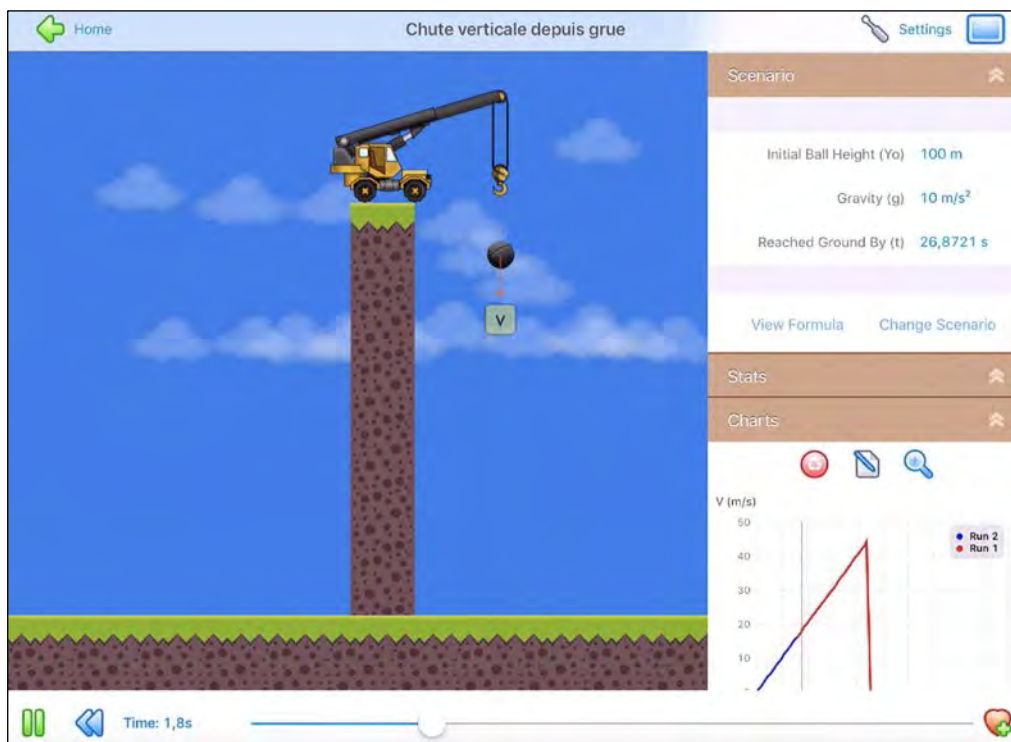 Home
Chute verticale depuis grue
Settings
Scenario
Initial Ball Height (Yo) 100 m
Gravity (g) 10 m/s²
Reached Ground By (t) 26,8721 s
View Formula Change Scenario
Stats
Charts
V (m/s)
50
Run 2
Run 1
40
30
20
10
V
Time: 1,8s